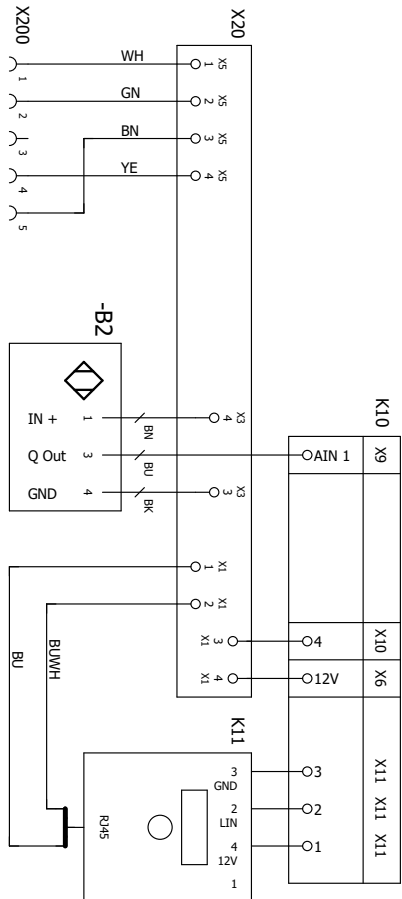 X200
X20
1
WH
1 X5
2
GN
2 X5
3
BN
3 X5
4
YE
4 X5
5
-B2
K10
IN +
1
BN
4 X3
Q Out
3
BU
AIN 1
X9
GND
4
BK
3 X3
1 X1
2 X1
X1 3
4
X10
X1 4
12V
X6
BU
BUWH
K11
RJ45
3
GND
3
X11
2
LIN
2
X11
4
12V
1
X11
1